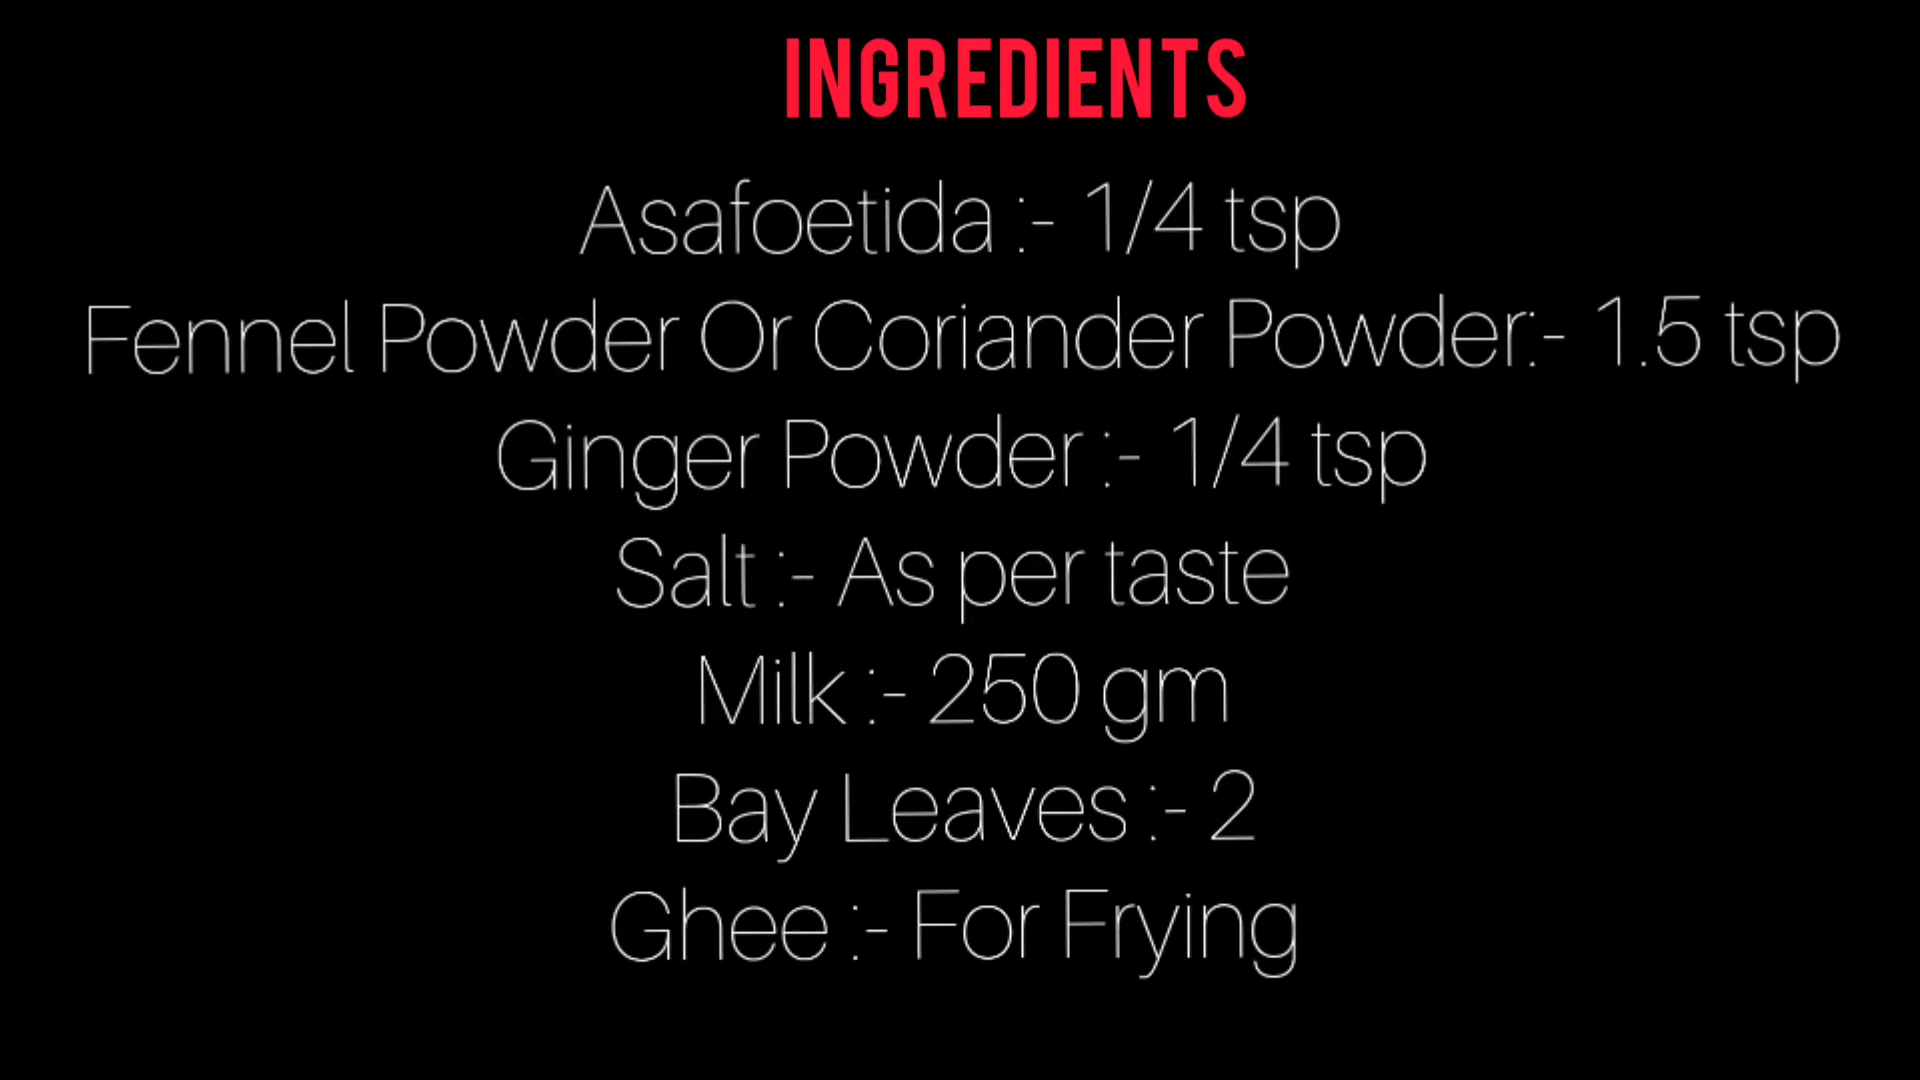 INGREDIENTS
Asafoetida :- 1/4 tsp
Fennel Powder Or Coriander Powder:- 1.5 tsp
Ginger Powder :- 1/4 tsp
Salt :- As per taste
Milk :- 250 gm
Bay Leaves :- 2
Ghee :- For Frying